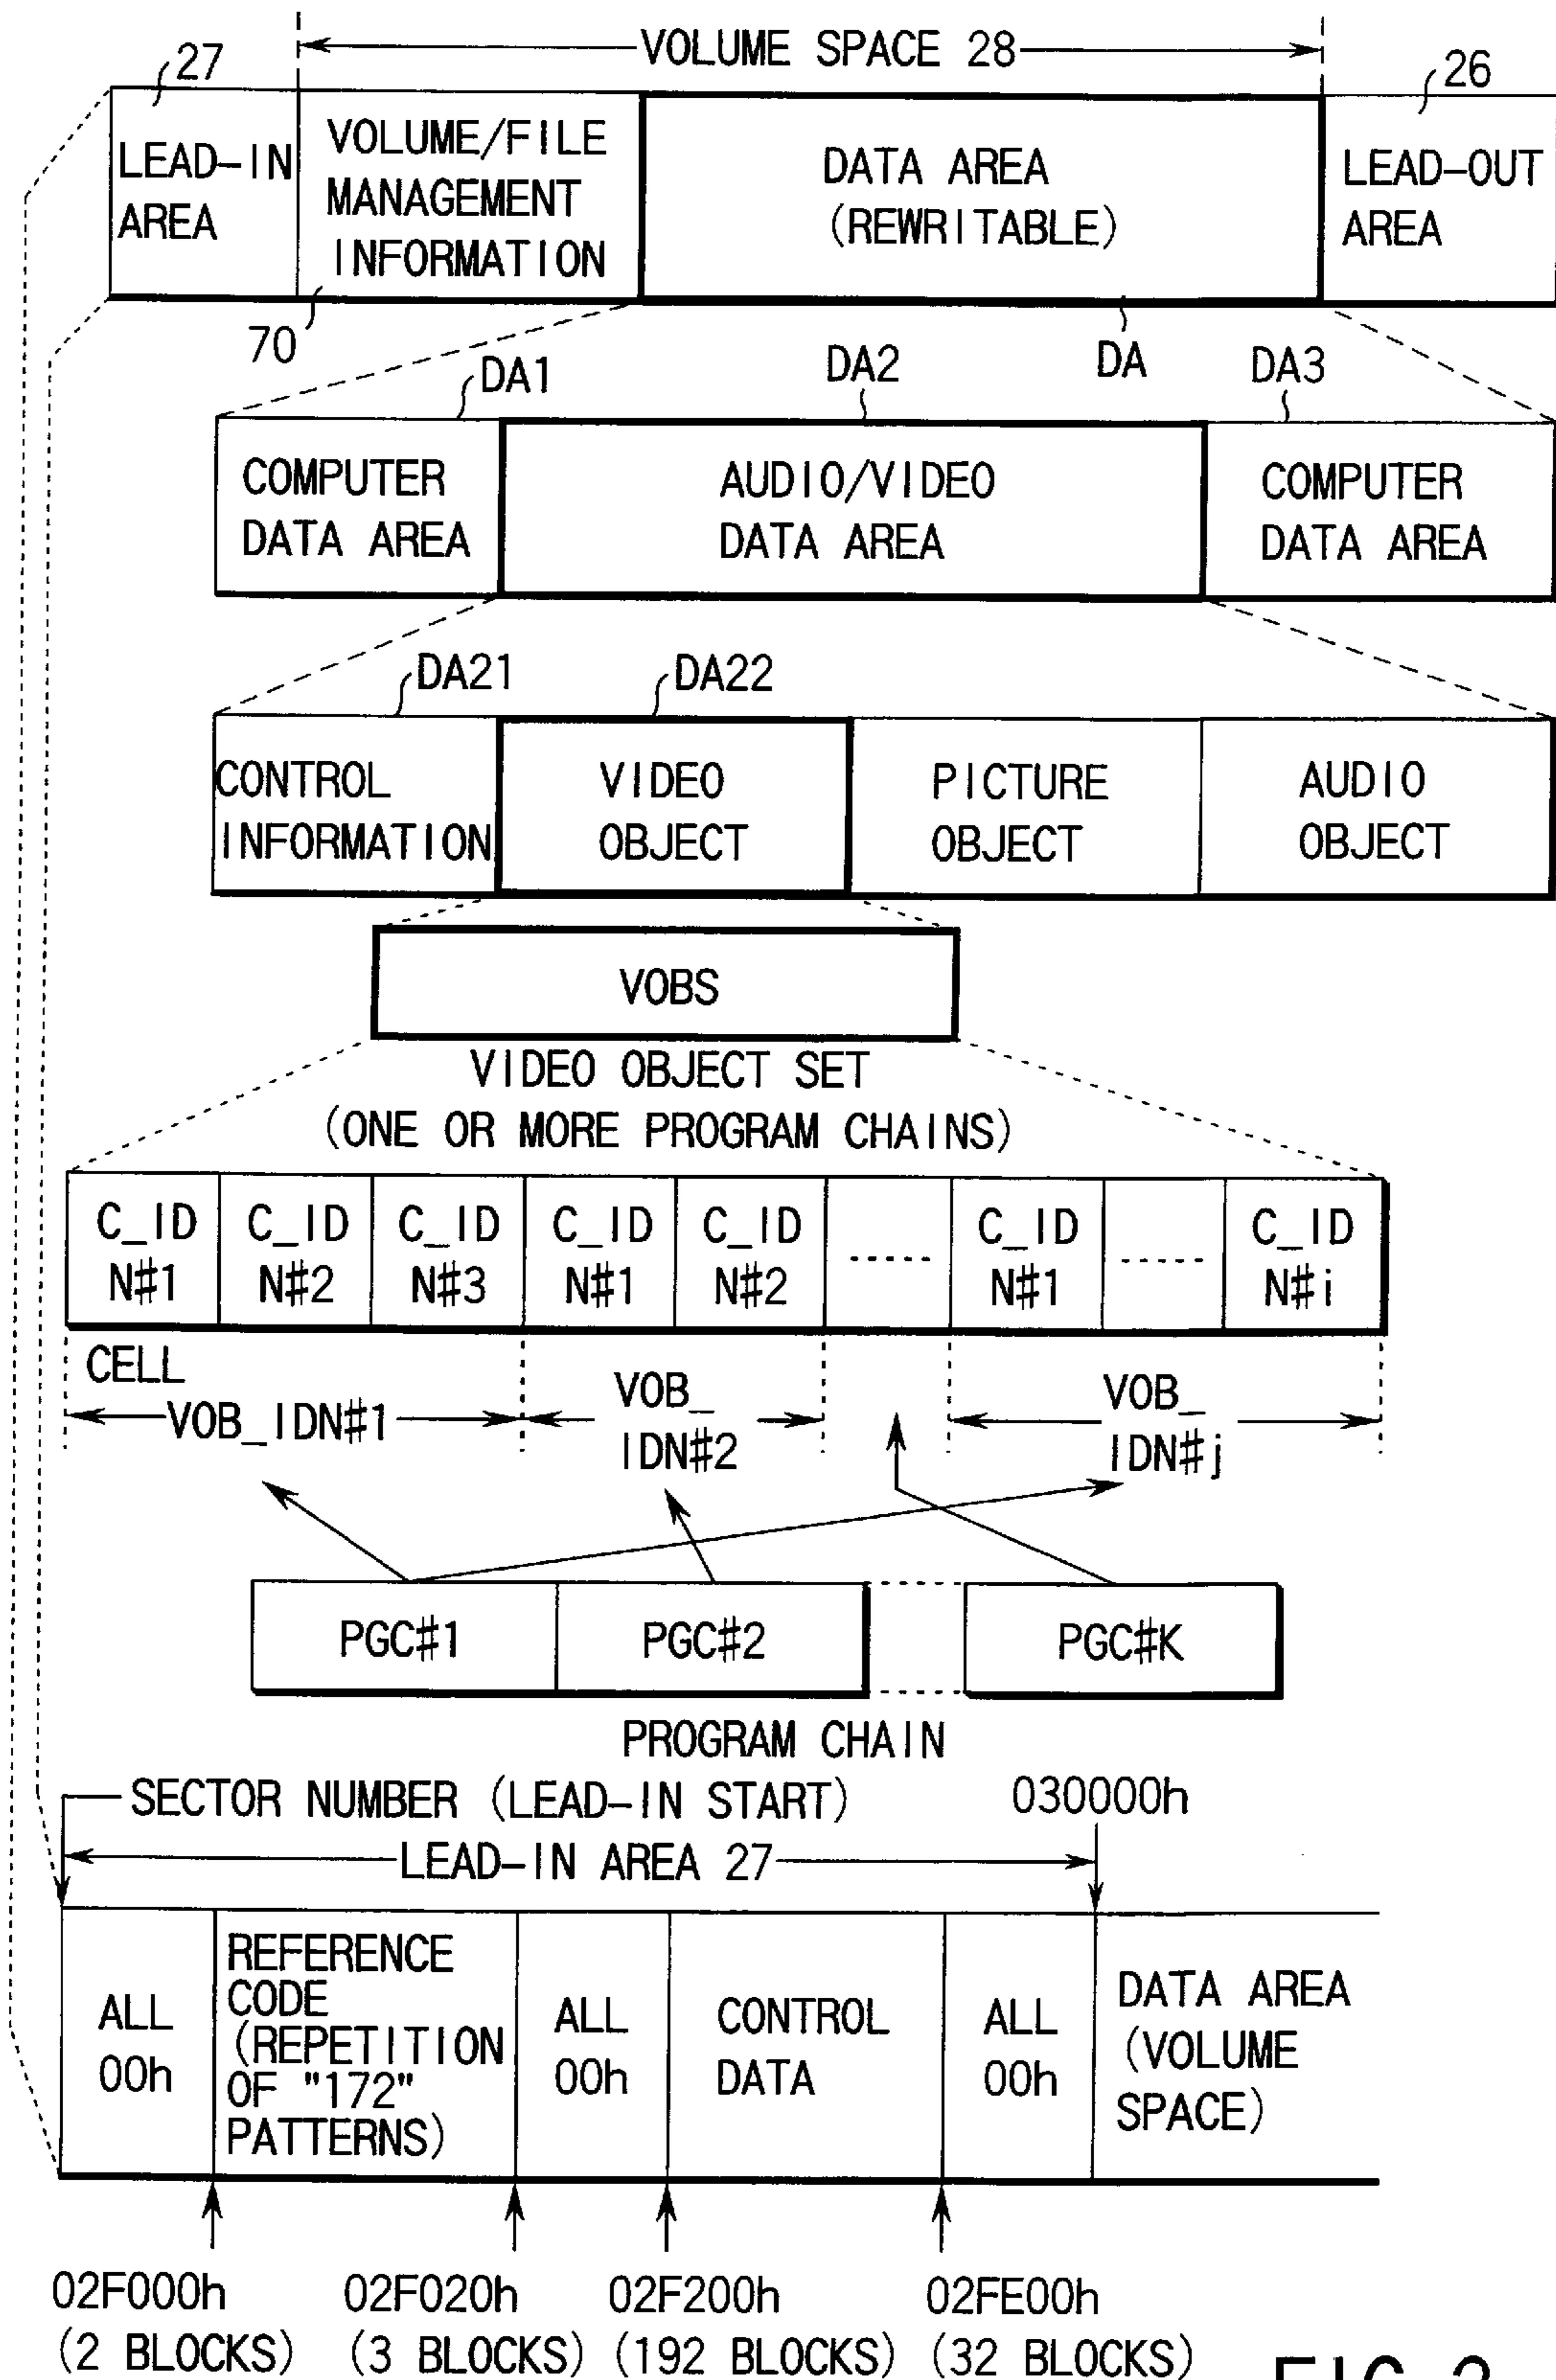 VOLUME SPACE 28
27
26
LEAD-IN
AREA
VOLUME/FILE
MANAGEMENT
INFORMATION
DATA AREA
(REWRITABLE)
LEAD-OUT
AREA
70
DA
DA1
DA2
DA3
COMPUTER
DATA AREA
AUDIO/VIDEO
DATA AREA
COMPUTER
DATA AREA
DA21
DA22
CONTROL
INFORMATION
VIDEO
OBJECT
PICTURE
OBJECT
AUDIO
OBJECT
VOBS
VIDEO OBJECT SET
(ONE OR MORE PROGRAM CHAINS)
C_ID
N#1
C_ID
N#2
C_ID
N#3
C_ID
N#1
C_ID
N#2
-----
C_ID
N#1
-----
C_ID
N#i
CELL
VOB_IDN#1
VOB_
IDN#2
VOB_
IDN#j
PGC#1
PGC#2
PGC#K
PROGRAM CHAIN
SECTOR NUMBER (LEAD-IN START)
030000h
LEAD-IN AREA 27
ALL
00h
REFERENCE
CODE
(REPETITION
OF "172"
PATTERNS)
ALL
00h
CONTROL
DATA
ALL
00h
DATA AREA
(VOLUME
SPACE)
02F000h
(2 BLOCKS)
02F020h
(3 BLOCKS)
02F200h
(192 BLOCKS)
02FE00h
(32 BLOCKS)